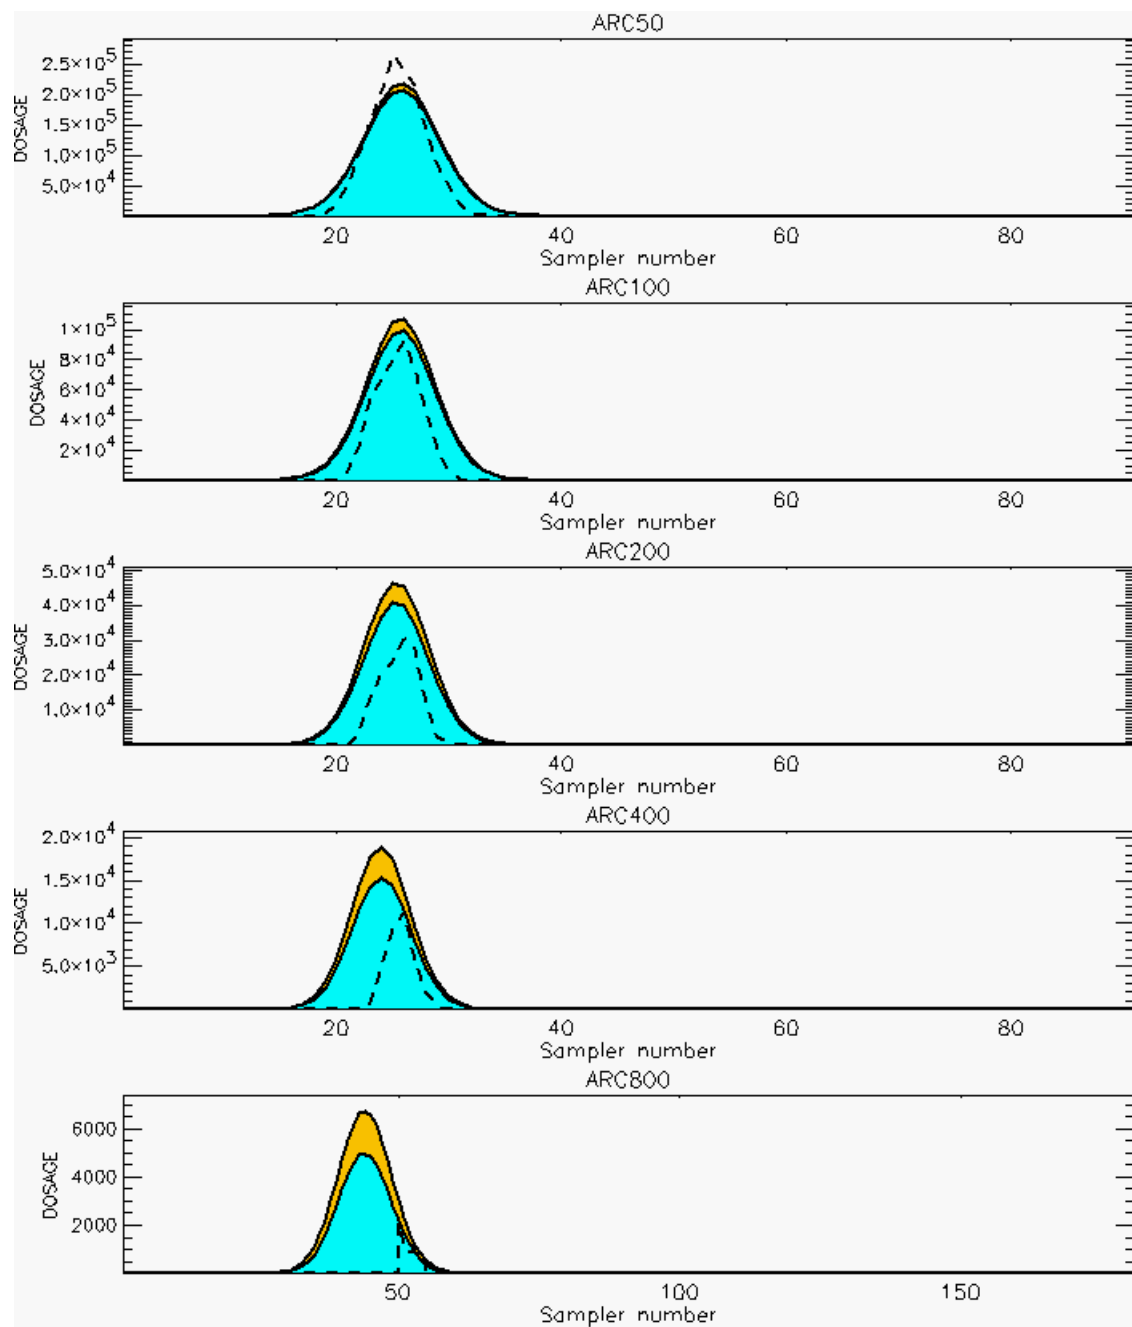 ARC50
2.5×10⁵
2.0×10⁵
1.5×10⁵
1.0×10⁵
5.0×10⁴
DOSAGE
20 40 60 80
Sampler number
ARC100
1×10⁵
8×10⁴
6×10⁴
4×10⁴
2×10⁴
DOSAGE
20 40 60 80
Sampler number
ARC200
5.0×10⁴
4.0×10⁴
3.0×10⁴
2.0×10⁴
1.0×10⁴
DOSAGE
20 40 60 80
Sampler number
ARC400
2.0×10⁴
1.5×10⁴
1.0×10⁴
5.0×10³
DOSAGE
20 40 60 80
Sampler number
ARC800
6000
4000
2000
DOSAGE
50 100 150
Sampler number